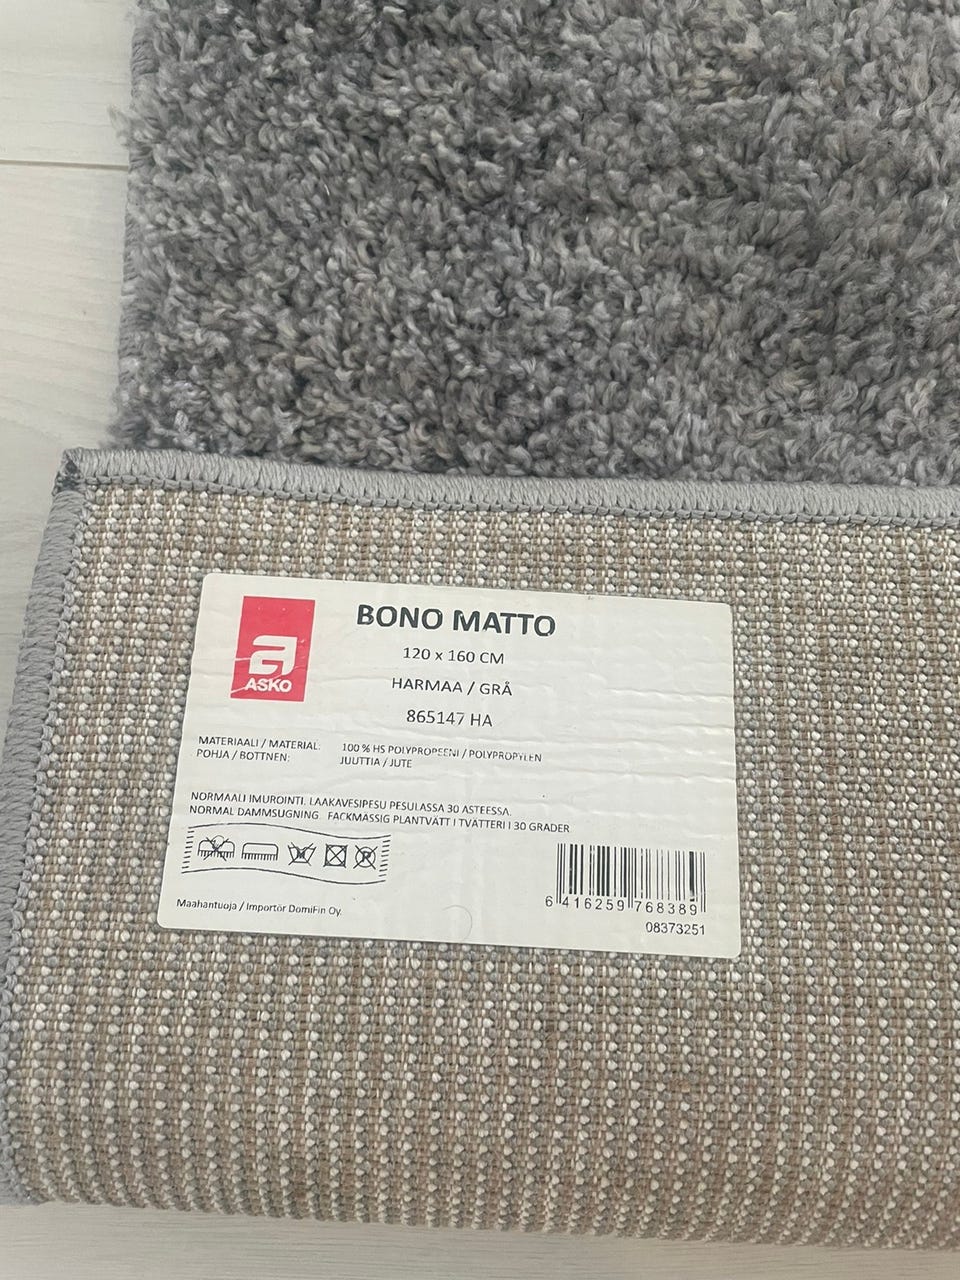 ASKO
BONO MATTO
120 x 160 CM
HARMAA / GRÅ
865147 HA
MATERIAALI / MATERIAL: 100 % HS POLYPROPEENI / POLYPROPYLEN
POHJA / BOTTNEN: JUUTTIA / JUTE
NORMAALI IMUROINTI. LAAKAVESIPESU PESULASSA 30 ASTEESSA.
NORMAL DAMMSUGNING. FACKMÄSSIG PLANTVÄTT I TVÄTTERI I 30 GRADER.
Maahantuoja / Importör DomiFin Oy.
6 416259 768389
08373251